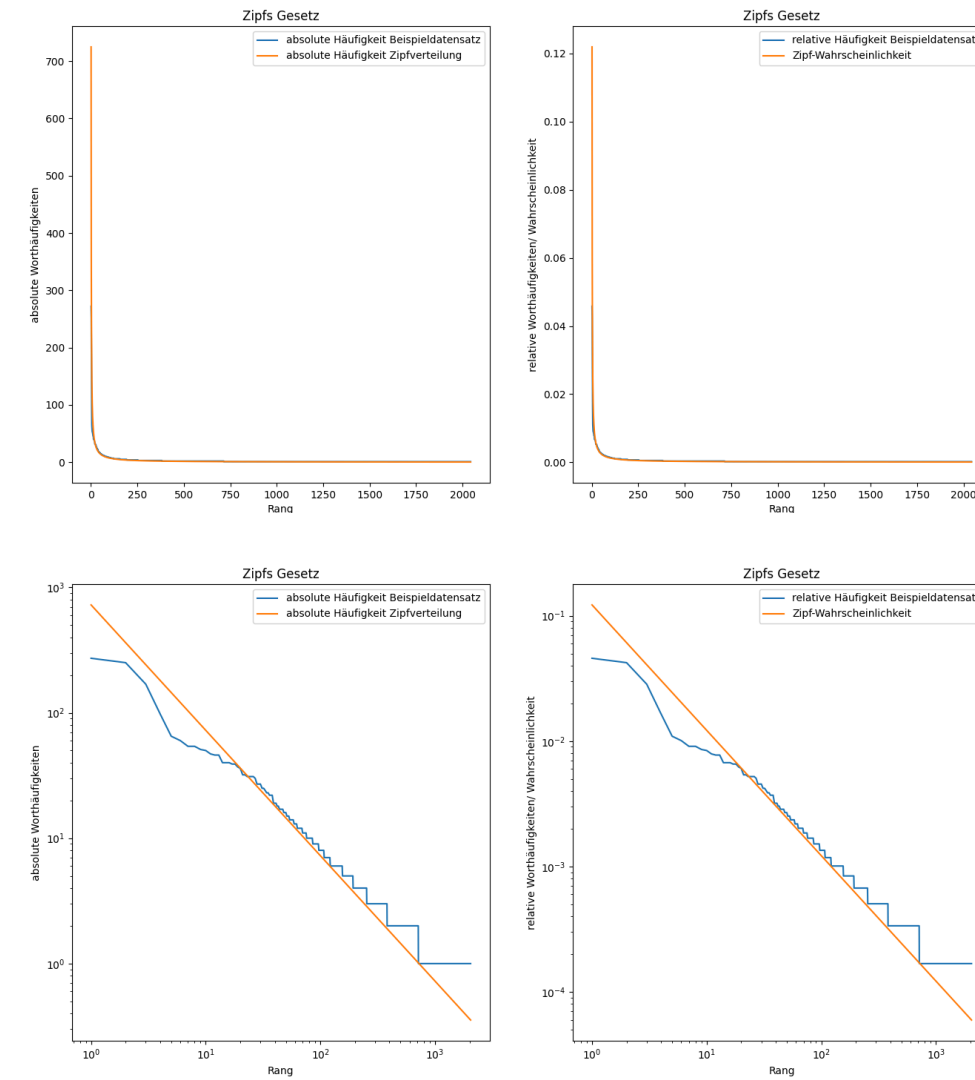 Zipfs Gesetz
absolute Häufigkeit Beispieldatensatz
absolute Häufigkeit Zipfverteilung
absolute Worthäufigkeiten
700
600
500
400
300
200
100
0
0 250 500 750 1000 1250 1500 1750 2000
Rang
Zipfs Gesetz
relative Häufigkeit Beispieldatensat
Zipf-Wahrscheinlichkeit
relative Worthäufigkeiten/ Wahrscheinlichkeit
0.12
0.10
0.08
0.06
0.04
0.02
0.00
0 250 500 750 1000 1250 1500 1750 2000
Rang
Zipfs Gesetz
absolute Häufigkeit Beispieldatensatz
absolute Häufigkeit Zipfverteilung
absolute Worthäufigkeiten
10³
10²
10¹
10⁰
10⁰ 10¹ 10² 10³
Rang
Zipfs Gesetz
relative Häufigkeit Beispieldatensat
Zipf-Wahrscheinlichkeit
relative Worthäufigkeiten/ Wahrscheinlichkeit
10⁻¹
10⁻²
10⁻³
10⁻⁴
10⁰ 10¹ 10² 10³
Rang